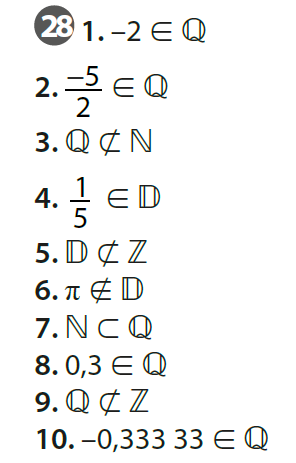 28 1. –2 ∈ ℚ
2. –5/2 ∈ ℚ
3. ℚ ⊄ ℕ
4. 1/5 ∈ 𝔻
5. 𝔻 ⊄ ℤ
6. π ∉ 𝔻
7. ℕ ⊂ ℚ
8. 0,3 ∈ ℚ
9. ℚ ⊄ ℤ
10. –0,333 33 ∈ ℚ